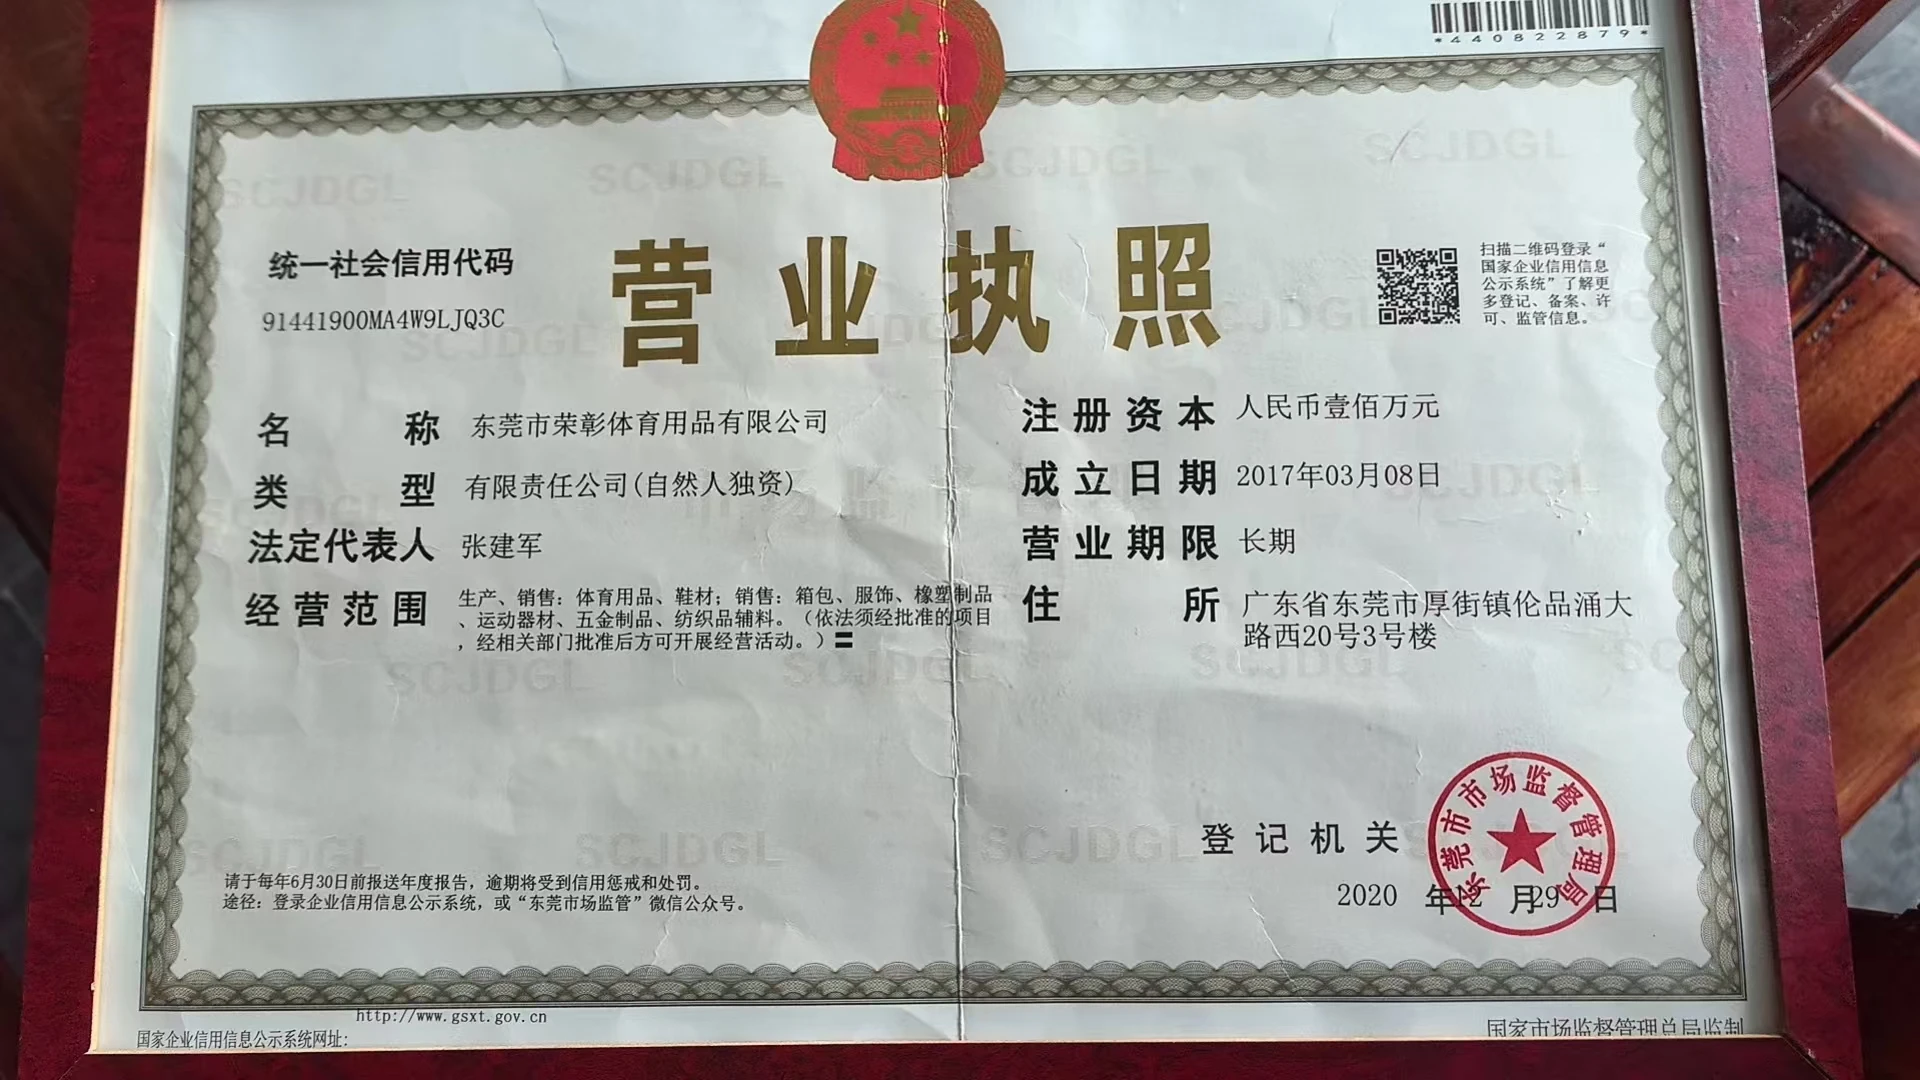 *440822879*
SCJDGL
营业执照
统一社会信用代码
91441900MA4W9LJQ3C
扫描二维码登录“
国家企业信用信息
公示系统”了解更
多登记、备案、许
可、监管信息。
名称 东莞市荣彰体育用品有限公司
类型 有限责任公司(自然人独资)
法定代表人 张建军
经营范围 生产、销售：体育用品、鞋材；销售：箱包、服饰、橡塑制品
、运动器材、五金制品、纺织品辅料。（依法须经批准的项目
，经相关部门批准后方可开展经营活动。）〓
注册资本 人民币壹佰万元
成立日期 2017年03月08日
营业期限 长期
住所 广东省东莞市厚街镇伦品涌大
路西20号3号楼
登记机关
东莞市市场监督管理局
2020 年12 月29 日
请于每年6月30日前报送年度报告，逾期将受到信用惩戒和处罚。
途径：登录企业信用信息公示系统，或“东莞市场监管”微信公众号。
http://www.gsxt.gov.cn
国家企业信用信息公示系统网址：
国家市场监督管理总局监制